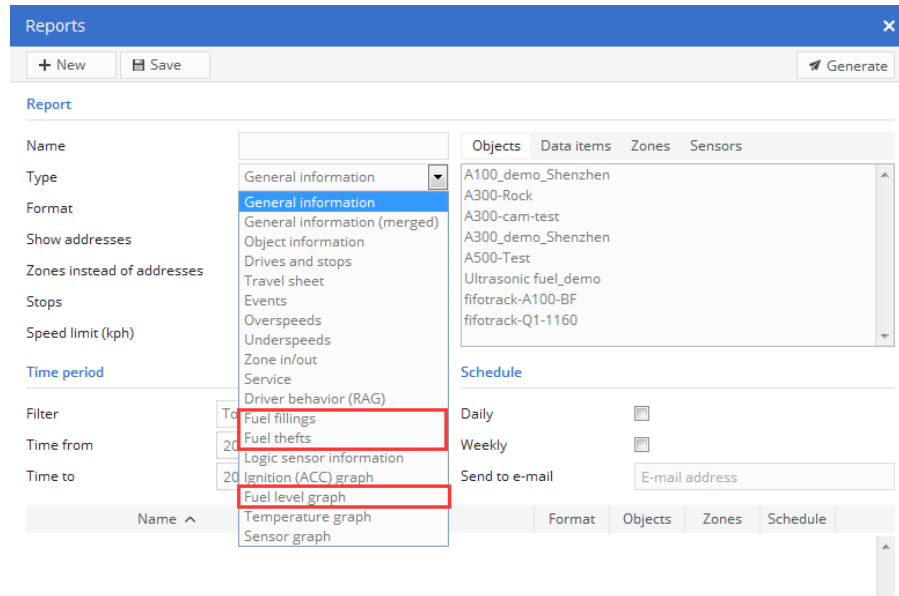 Reports
New
Save
Generate
Report
Name
Type
General information
Format
Show addresses
Zones instead of addresses
Stops
Speed limit (kph)
General information
General information (merged)
Object information
Drives and stops
Travel sheet
Events
Overspeeds
Underspeeds
Zone in/out
Service
Driver behavior (RAG)
Fuel fillings
Fuel thefts
Logic sensor information
Ignition (ACC) graph
Fuel level graph
Temperature graph
Sensor graph
Objects Data items Zones Sensors
A100_demo_Shenzhen
A300-Rock
A300-cam-test
A300_demo_Shenzhen
A500-Test
Ultrasonic fuel_demo
fifotrack-A100-BF
fifotrack-Q1-1160
Time period
Filter
Time from
20
Time to
20
Schedule
Daily
Weekly
Send to e-mail
E-mail address
Name Format Objects Zones Schedule